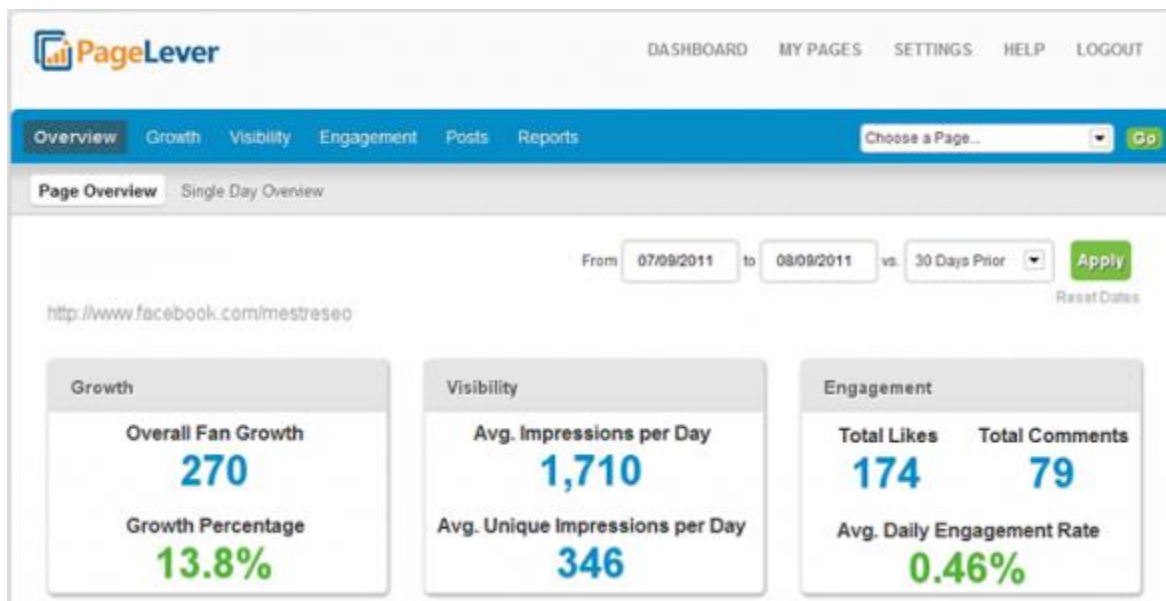 PageLever
DASHBOARD MY PAGES SETTINGS HELP LOGOUT
Overview Growth Visibility Engagement Posts Reports Choose a Page... Go
Page Overview Single Day Overview
From 07/09/2011 to 08/09/2011 vs. 30 Days Prior Apply
Reset Dates
http://www.facebook.com/mestreseo
Growth Visibility Engagement
Overall Fan Growth Avg. Impressions per Day Total Likes Total Comments
270 1,710 174 79
Growth Percentage Avg. Unique Impressions per Day Avg. Daily Engagement Rate
13.8% 346 0.46%